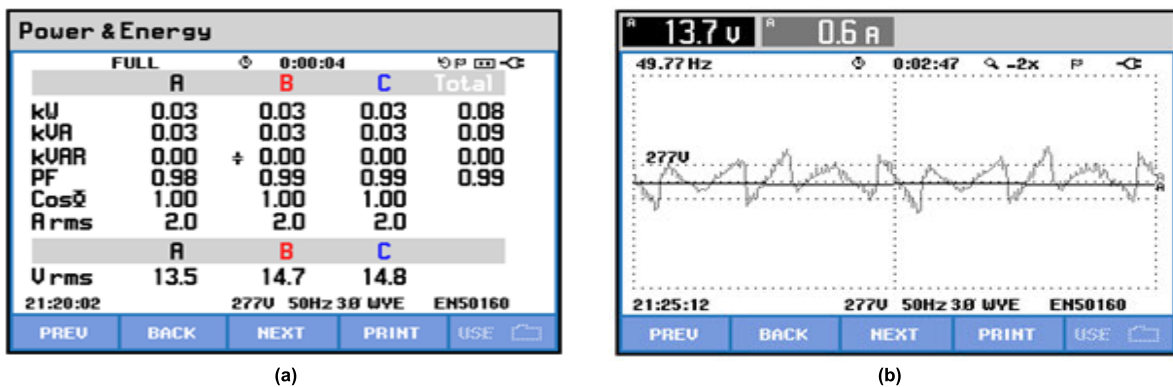 Power & Energy
FULL 0:00:04
A B C Total
kW 0.03 0.03 0.03 0.08
kVA 0.03 0.03 0.03 0.09
kVAR 0.00 0.00 0.00 0.00
PF 0.98 0.99 0.99 0.99
CosΦ 1.00 1.00 1.00
A rms 2.0 2.0 2.0
A B C
V rms 13.5 14.7 14.8
21:20:02 277V 50Hz 3Ø WYE EN50160
PREV BACK NEXT PRINT USE
(a)
A 13.7 V A 0.6 A
49.77 Hz 0:02:47 -2x P
277V
A
21:25:12 277V 50Hz 3Ø WYE EN50160
PREV BACK NEXT PRINT USE
(b)